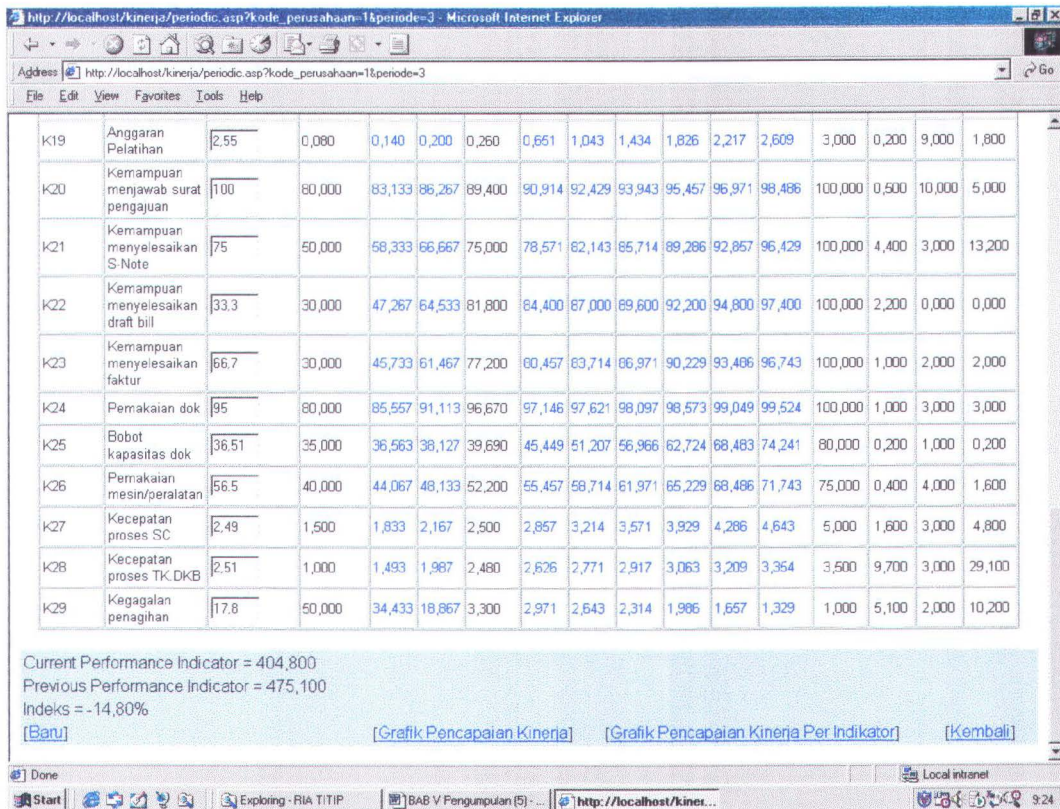 http://localhost/kinerja/periodic.asp?kode_perusahaan=1&periode=3 - Microsoft Internet Explorer
Address http://localhost/kinerja/periodic.asp?kode_perusahaan=1&periode=3 Go
File Edit View Favorites Tools Help
K19 Anggaran Pelatihan 2,55 0,080 0,140 0,200 0,260 0,651 1,043 1,434 1,826 2,217 2,609 3,000 0,200 9,000 1,800
K20 Kemampuan menjawab surat pengajuan 100 80,000 83,133 86,267 89,400 90,914 92,429 93,943 95,457 96,971 98,486 100,000 0,500 10,000 5,000
K21 Kemampuan menyelesaikan S-Note 75 50,000 58,333 66,667 75,000 78,571 82,143 85,714 89,286 92,857 96,429 100,000 4,400 3,000 13,200
K22 Kemampuan menyelesaikan draft bill 33,3 30,000 47,267 64,533 81,800 84,400 87,000 89,600 92,200 94,800 97,400 100,000 2,200 0,000 0,000
K23 Kemampuan menyelesaikan faktur 66,7 30,000 45,733 61,467 77,200 80,457 83,714 86,971 90,229 93,486 96,743 100,000 1,000 2,000 2,000
K24 Pemakaian dok 95 80,000 85,557 91,113 96,670 97,146 97,621 98,097 98,573 99,049 99,524 100,000 1,000 3,000 3,000
K25 Bobot kapasitas dok 36,51 35,000 36,563 38,127 39,690 45,449 51,207 56,966 62,724 68,483 74,241 80,000 0,200 1,000 0,200
K26 Pemakaian mesin/peralatan 56.5 40,000 44,067 48,133 52,200 55,457 58,714 61,971 65,229 68,486 71,743 75,000 0,400 4,000 1,600
K27 Kecepatan proses SC 2,49 1,500 1,833 2,167 2,500 2,857 3,214 3,571 3,929 4,286 4,643 5,000 1,600 3,000 4,800
K28 Kecepatan proses TK.DKB 2,51 1,000 1,493 1,987 2,480 2,626 2,771 2,917 3,063 3,209 3,354 3,500 9,700 3,000 29,100
K29 Kegagalan penagihan 17.8 50,000 34,433 18,867 3,300 2,971 2,643 2,314 1,986 1,657 1,329 1,000 5,100 2,000 10,200
Current Performance Indicator = 404,800
Previous Performance Indicator = 475,100
Indeks = -14,80%
[Baru] [Grafik Pencapaian Kinerja] [Grafik Pencapaian Kinerja Per Indikator] [Kembali]
Done Local intranet
Start Exploring - RIA TITIP BAB V Pengumpulan (5) - ... http://localhost/kiner... 9:24